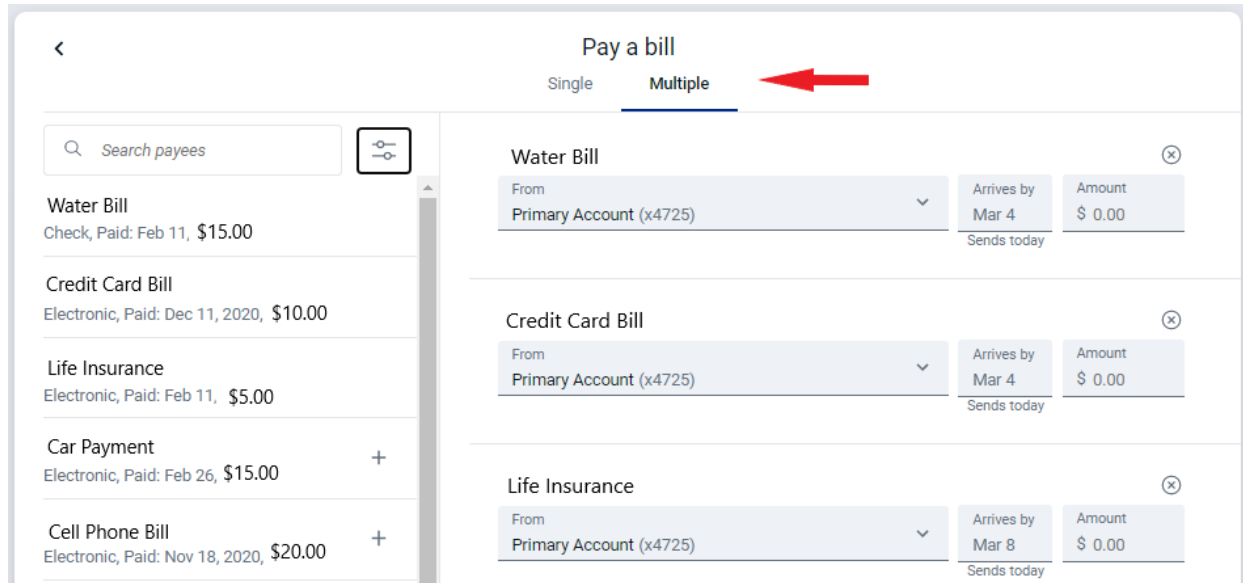 Pay a bill
Single Multiple
Search payees
Water Bill
Check, Paid: Feb 11, $15.00
Credit Card Bill
Electronic, Paid: Dec 11, 2020, $10.00
Life Insurance
Electronic, Paid: Feb 11, $5.00
Car Payment
Electronic, Paid: Feb 26, $15.00
Cell Phone Bill
Electronic, Paid: Nov 18, 2020, $20.00
Water Bill
From Arrives by Amount
Primary Account (x4725) Mar 4 $ 0.00
Sends today
Credit Card Bill
From Arrives by Amount
Primary Account (x4725) Mar 4 $ 0.00
Sends today
Life Insurance
From Arrives by Amount
Primary Account (x4725) Mar 8 $ 0.00
Sends today